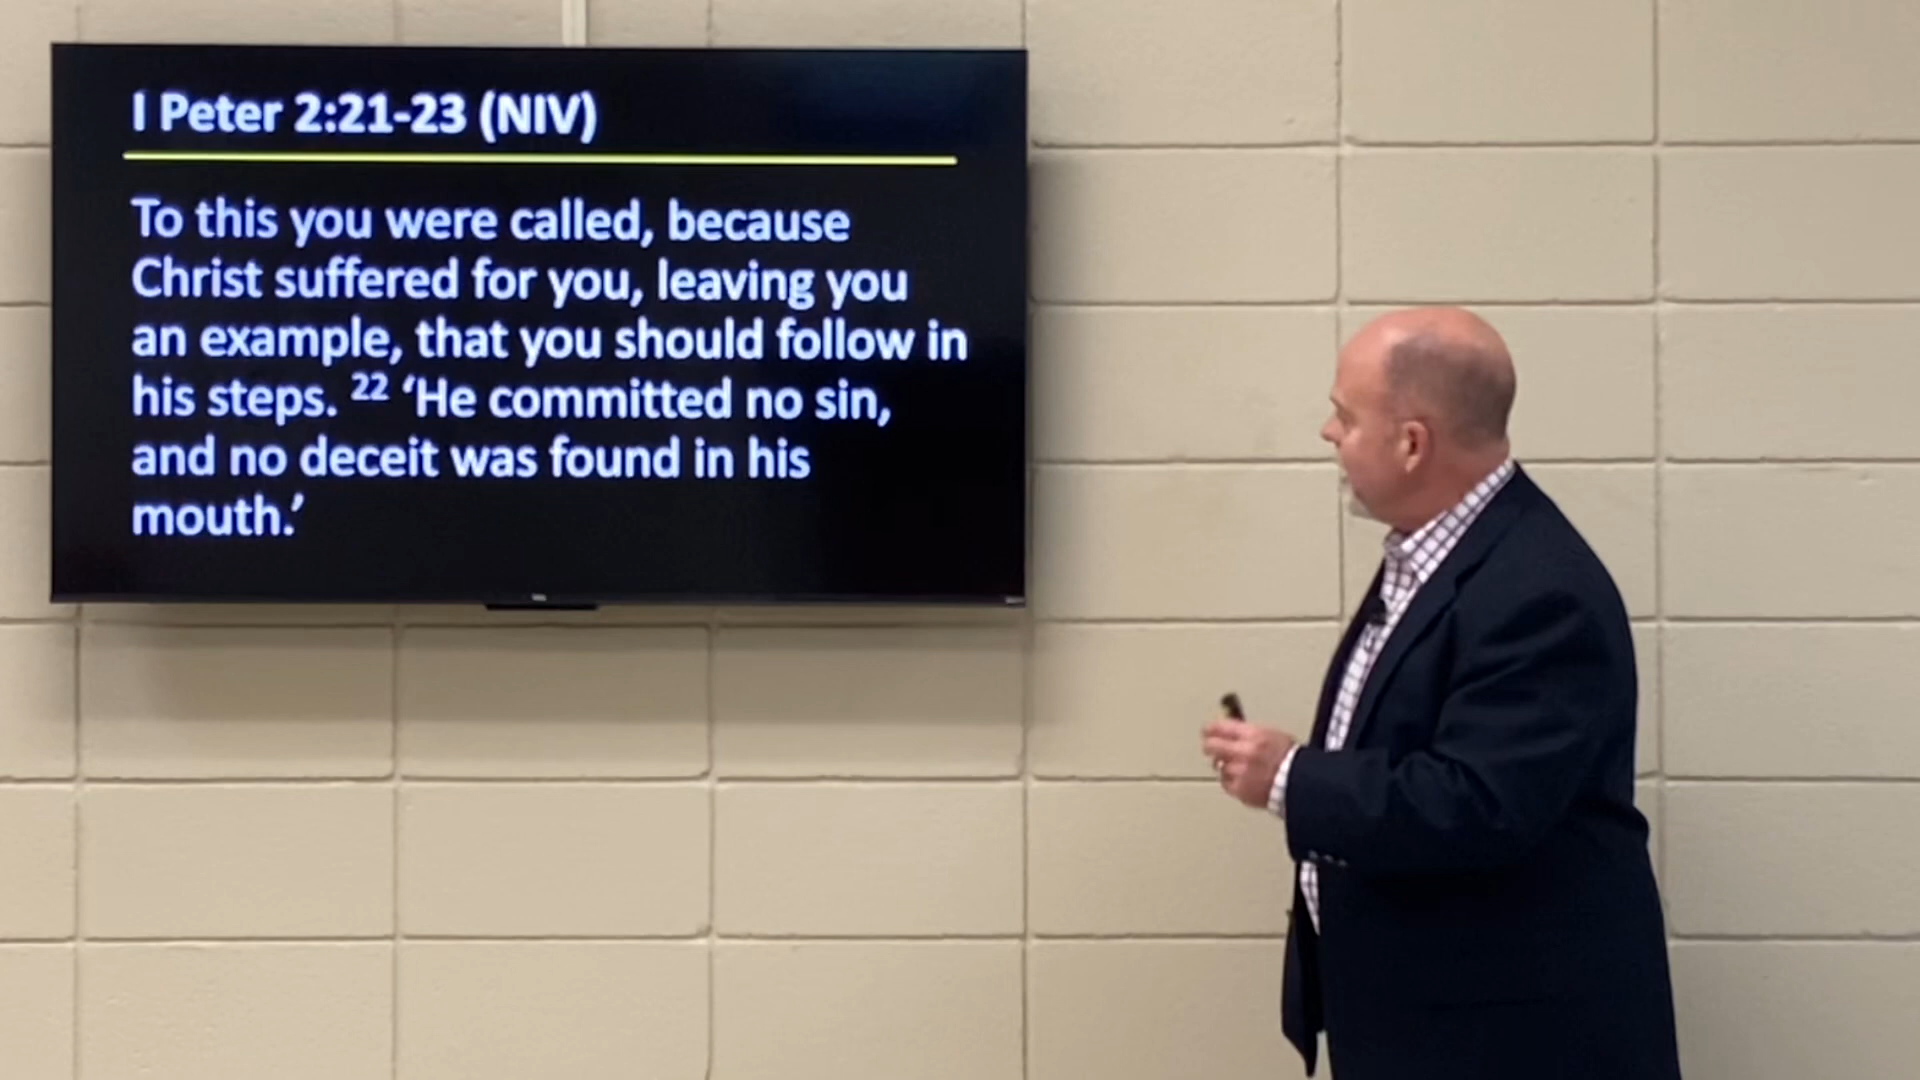 I Peter 2:21-23 (NIV)
To this you were called, because
Christ suffered for you, leaving you
an example, that you should follow in
his steps. 22 ‘He committed no sin,
and no deceit was found in his
mouth.’